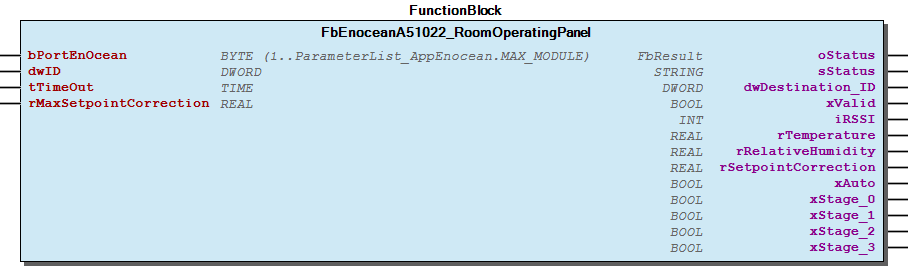 FunctionBlock
FbEnoceanA51022_RoomOperatingPanel
bPortEnOcean BYTE (1..ParameterList_AppEnocean.MAX_MODULE) FbResult oStatus
dwID DWORD STRING sStatus
tTimeOut TIME DWORD dwDestination_ID
rMaxSetpointCorrection REAL BOOL xValid
INT iRSSI
REAL rTemperature
REAL rRelativeHumidity
REAL rSetpointCorrection
BOOL xAuto
BOOL xStage_0
BOOL xStage_1
BOOL xStage_2
BOOL xStage_3